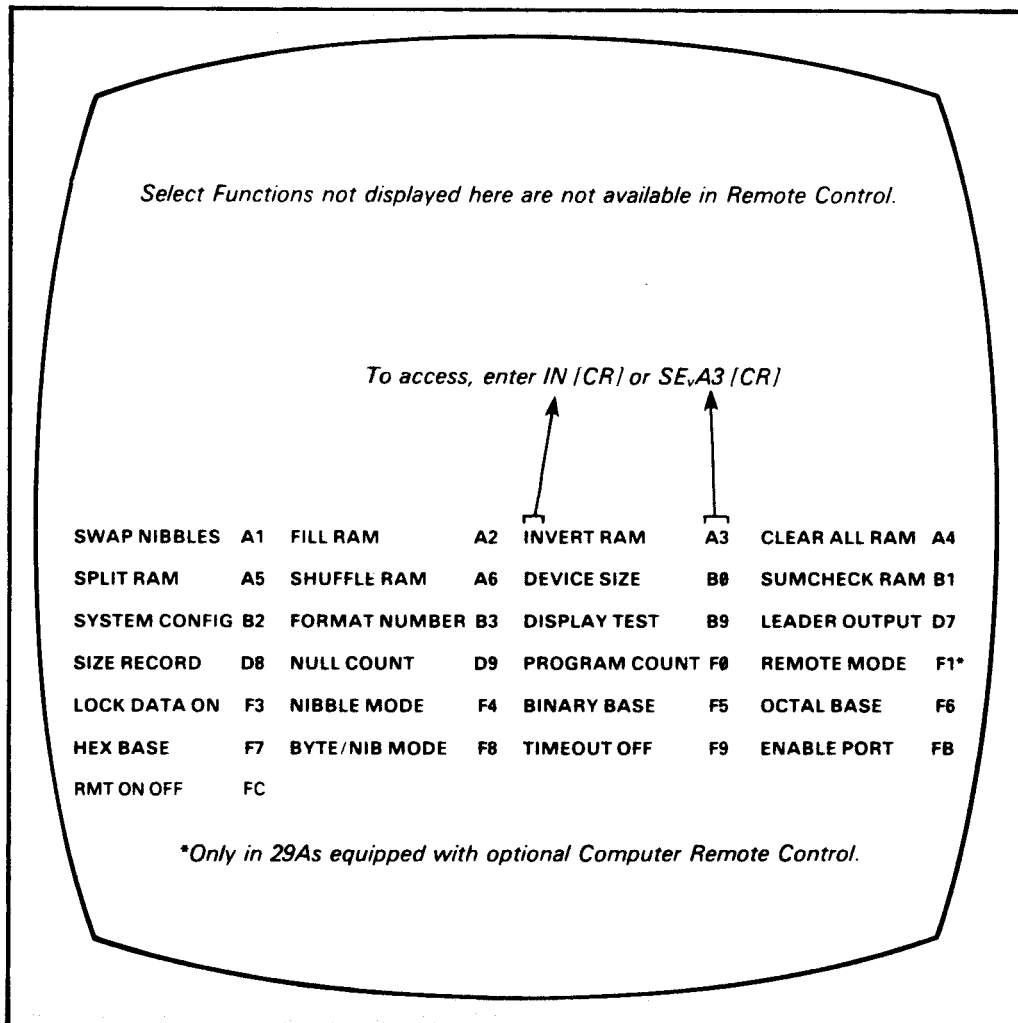 Select Functions not displayed here are not available in Remote Control.
To access, enter IN [CR] or SEᵥA3 [CR]
SWAP NIBBLES A1 FILL RAM A2 INVERT RAM A3 CLEAR ALL RAM A4
SPLIT RAM A5 SHUFFLE RAM A6 DEVICE SIZE B0 SUMCHECK RAM B1
SYSTEM CONFIG B2 FORMAT NUMBER B3 DISPLAY TEST B9 LEADER OUTPUT D7
SIZE RECORD D8 NULL COUNT D9 PROGRAM COUNT F0 REMOTE MODE F1*
LOCK DATA ON F3 NIBBLE MODE F4 BINARY BASE F5 OCTAL BASE F6
HEX BASE F7 BYTE/NIB MODE F8 TIMEOUT OFF F9 ENABLE PORT FB
RMT ON OFF FC
*Only in 29As equipped with optional Computer Remote Control.